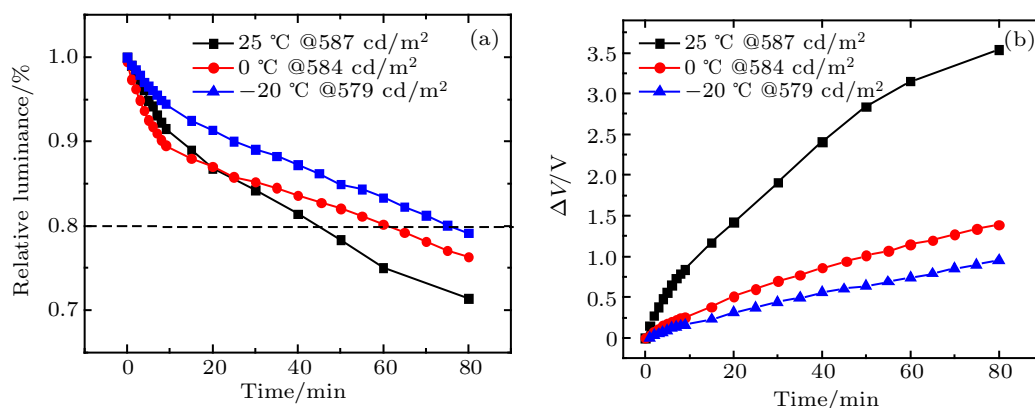 (a)
25 ℃ @587 cd/m²
0 ℃ @584 cd/m²
−20 ℃ @579 cd/m²
Relative luminance/%
1.0
0.9
0.8
0.7
0 20 40 60 80
Time/min
(b)
25 ℃ @587 cd/m²
0 ℃ @584 cd/m²
−20 ℃ @579 cd/m²
ΔV/V
3.5
3.0
2.5
2.0
1.5
1.0
0.5
0
0 20 40 60 80
Time/min